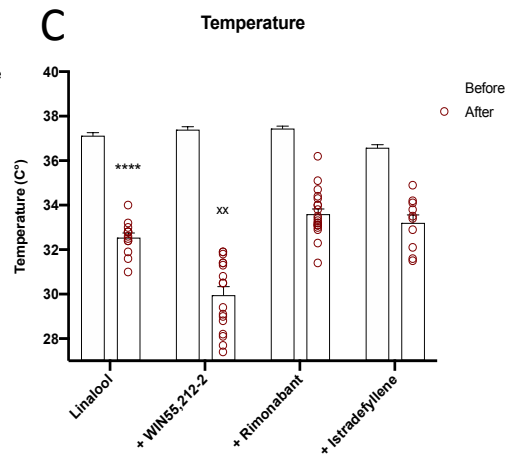 C
Temperature
Before
After
Temperature (C°)
40
38
36
34
32
30
28
****
xx
Linalool
+ WIN55,212-2
+ Rimonabant
+ Istradefyllene